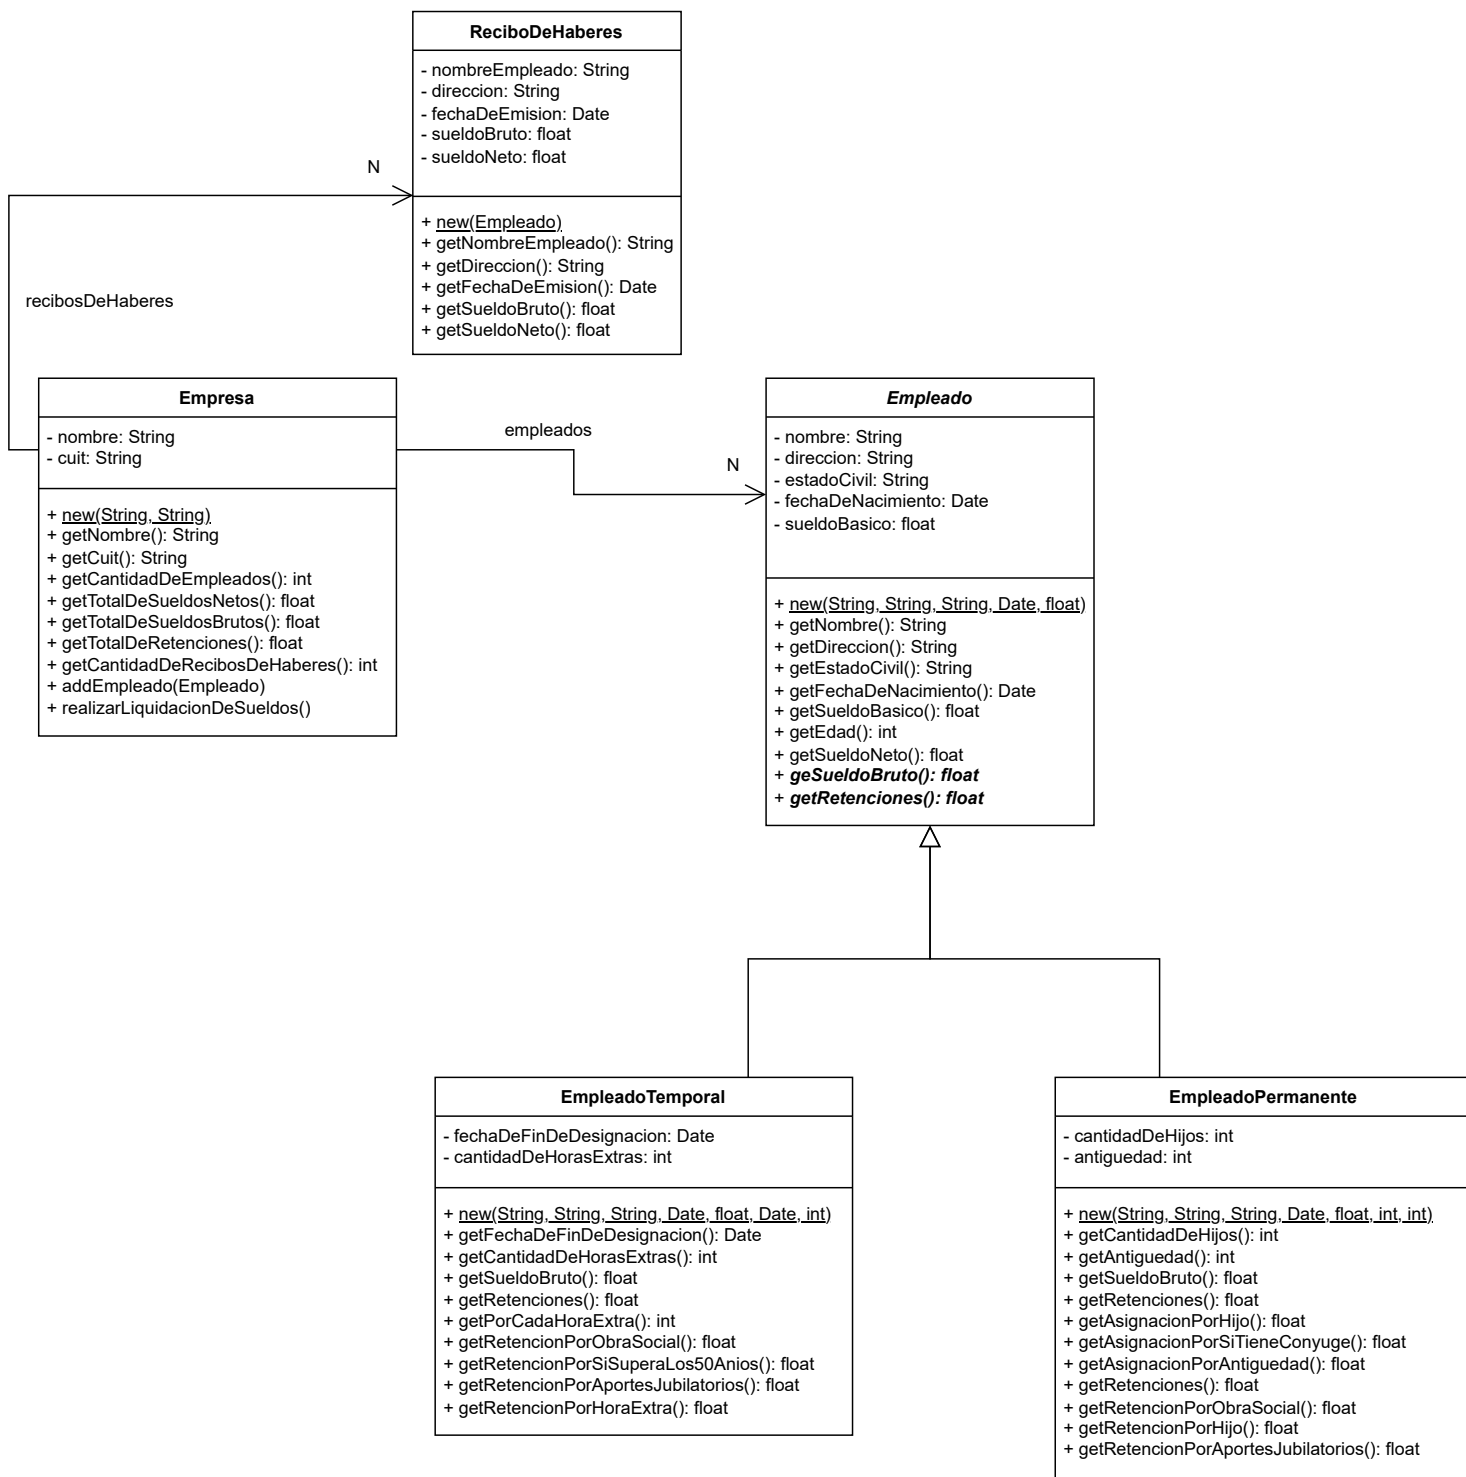 ReciboDeHaberes
- nombreEmpleado: String
- direccion: String
- fechaDeEmision: Date
- sueldoBruto: float
- sueldoNeto: float
N
+ new(Empleado)
+ getNombreEmpleado(): String
+ getDireccion(): String
+ getFechaDeEmision(): Date
+ getSueldoBruto(): float
+ getSueldoNeto(): float
recibosDeHaberes
Empresa
- nombre: String
- cuit: String
+ new(String, String)
+ getNombre(): String
+ getCuit(): String
+ getCantidadDeEmpleados(): int
+ getTotalDeSueldosNetos(): float
+ getTotalDeSueldosBrutos(): float
+ getTotalDeRetenciones(): float
+ getCantidadDeRecibosDeHaberes(): int
+ addEmpleado(Empleado)
+ realizarLiquidacionDeSueldos()
empleados
N
Empleado
- nombre: String
- direccion: String
- estadoCivil: String
- fechaDeNacimiento: Date
- sueldoBasico: float
+ new(String, String, String, Date, float)
+ getNombre(): String
+ getDireccion(): String
+ getEstadoCivil(): String
+ getFechaDeNacimiento(): Date
+ getSueldoBasico(): float
+ getEdad(): int
+ getSueldoNeto(): float
+ geSueldoBruto(): float
+ getRetenciones(): float
EmpleadoTemporal
- fechaDeFinDeDesignacion: Date
- cantidadDeHorasExtras: int
+ new(String, String, String, Date, float, Date, int)
+ getFechaDeFinDeDesignacion(): Date
+ getCantidadDeHorasExtras(): int
+ getSueldoBruto(): float
+ getRetenciones(): float
+ getPorCadaHoraExtra(): int
+ getRetencionPorObraSocial(): float
+ getRetencionPorSiSuperaLos50Anios(): float
+ getRetencionPorAportesJubilatorios(): float
+ getRetencionPorHoraExtra(): float
EmpleadoPermanente
- cantidadDeHijos: int
- antiguedad: int
+ new(String, String, String, Date, float, int, int)
+ getCantidadDeHijos(): int
+ getAntiguedad(): int
+ getSueldoBruto(): float
+ getRetenciones(): float
+ getAsignacionPorHijo(): float
+ getAsignacionPorSiTieneConyuge(): float
+ getAsignacionPorAntiguedad(): float
+ getRetenciones(): float
+ getRetencionPorObraSocial(): float
+ getRetencionPorHijo(): float
+ getRetencionPorAportesJubilatorios(): float